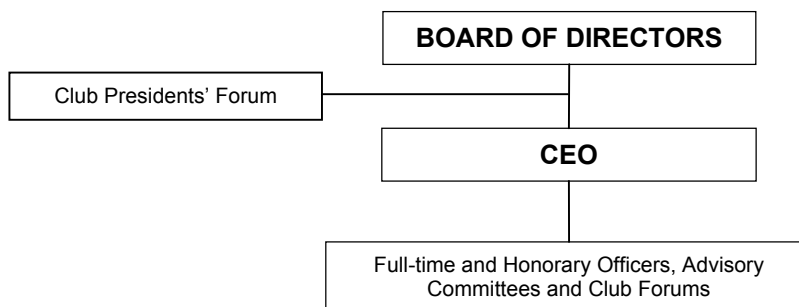 BOARD OF DIRECTORS
Club Presidents’ Forum
CEO
Full-time and Honorary Officers, Advisory
Committees and Club Forums